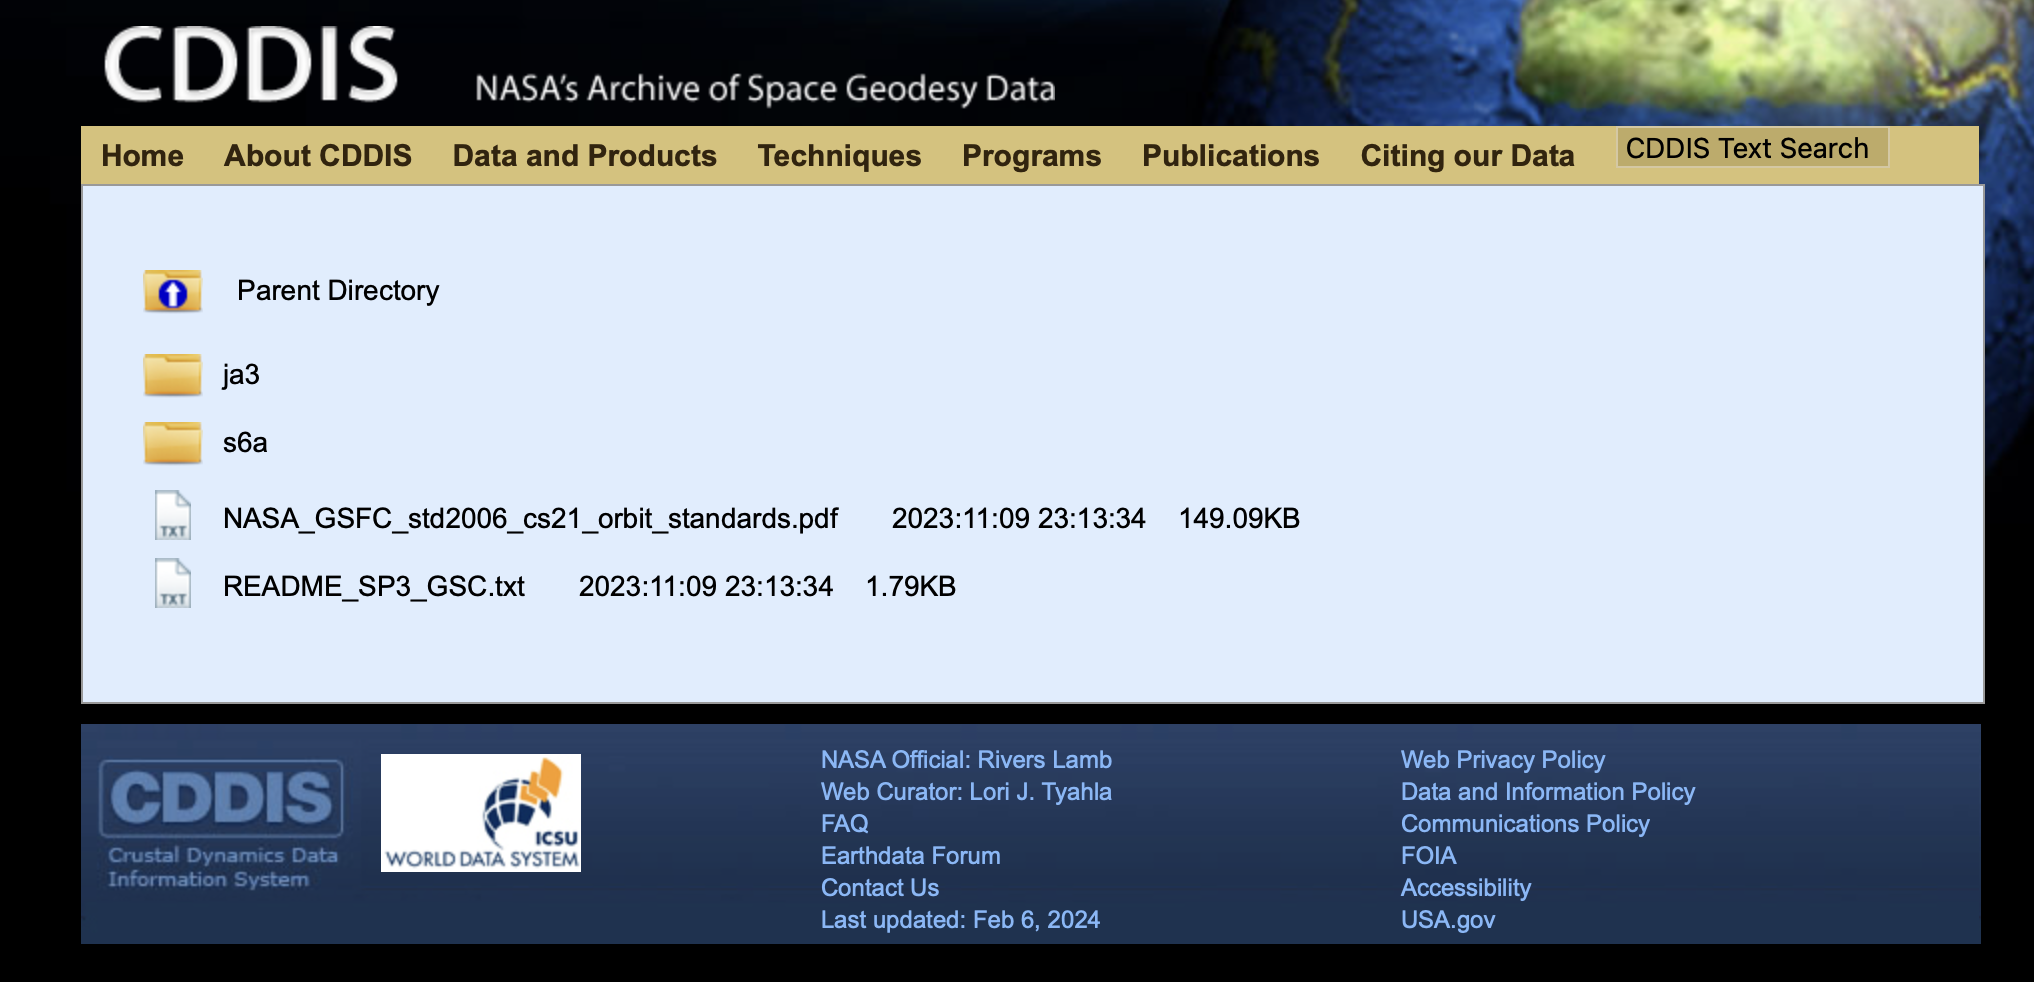 CDDIS
NASA's Archive of Space Geodesy Data
Home About CDDIS Data and Products Techniques Programs Publications Citing our Data CDDIS Text Search
Parent Directory
ja3
s6a
TXT NASA_GSFC_std2006_cs21_orbit_standards.pdf 2023:11:09 23:13:34 149.09KB
TXT README_SP3_GSC.txt 2023:11:09 23:13:34 1.79KB
CDDIS
Crustal Dynamics Data
Information System
ICSU
WORLD DATA SYSTEM
NASA Official: Rivers Lamb
Web Curator: Lori J. Tyahla
FAQ
Earthdata Forum
Contact Us
Last updated: Feb 6, 2024
Web Privacy Policy
Data and Information Policy
Communications Policy
FOIA
Accessibility
USA.gov